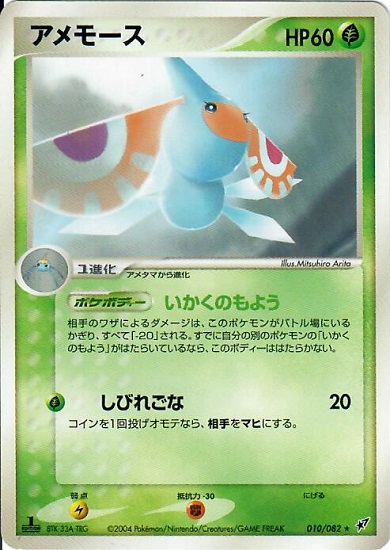 アメモース
HP60
Illus.Mitsuhiro Arita
1進化
アメタマから進化
ポケボディー
いかくのもよう
相手のワザによるダメージは、このポケモンがバトル場にいる
かぎり、すべて「-20」される。すでに自分の別のポケモンの「いかく
のもよう」がはたらいているなら、このボディーははたらかない。
しびれごな 20
コインを1回投げオモテなら、相手をマヒにする。
弱点 抵抗力 -30 にげる
1
EDITION
BTK-33A-TRG
©2004 Pokémon/Nintendo/Creatures/GAME FREAK
010/082 ★